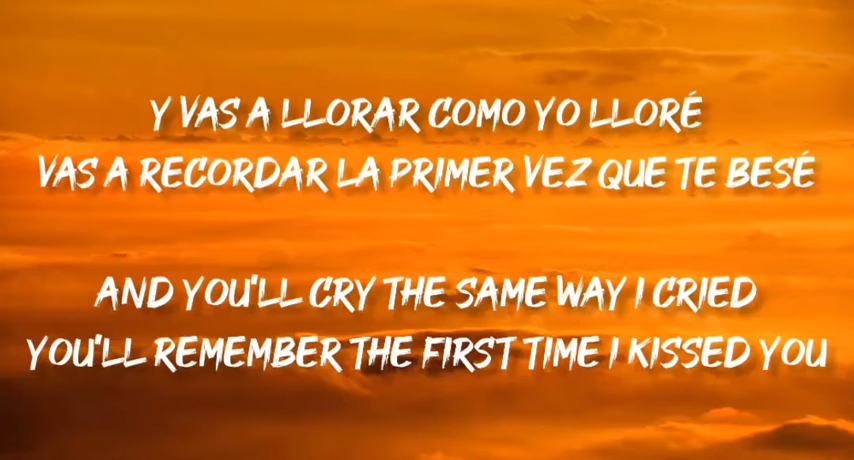 Y VAS A LLORAR COMO YO LLORÉ
VAS A RECORDAR LA PRIMER VEZ QUE TE BESÉ
AND YOU'LL CRY THE SAME WAY I CRIED
YOU'LL REMEMBER THE FIRST TIME I KISSED YOU